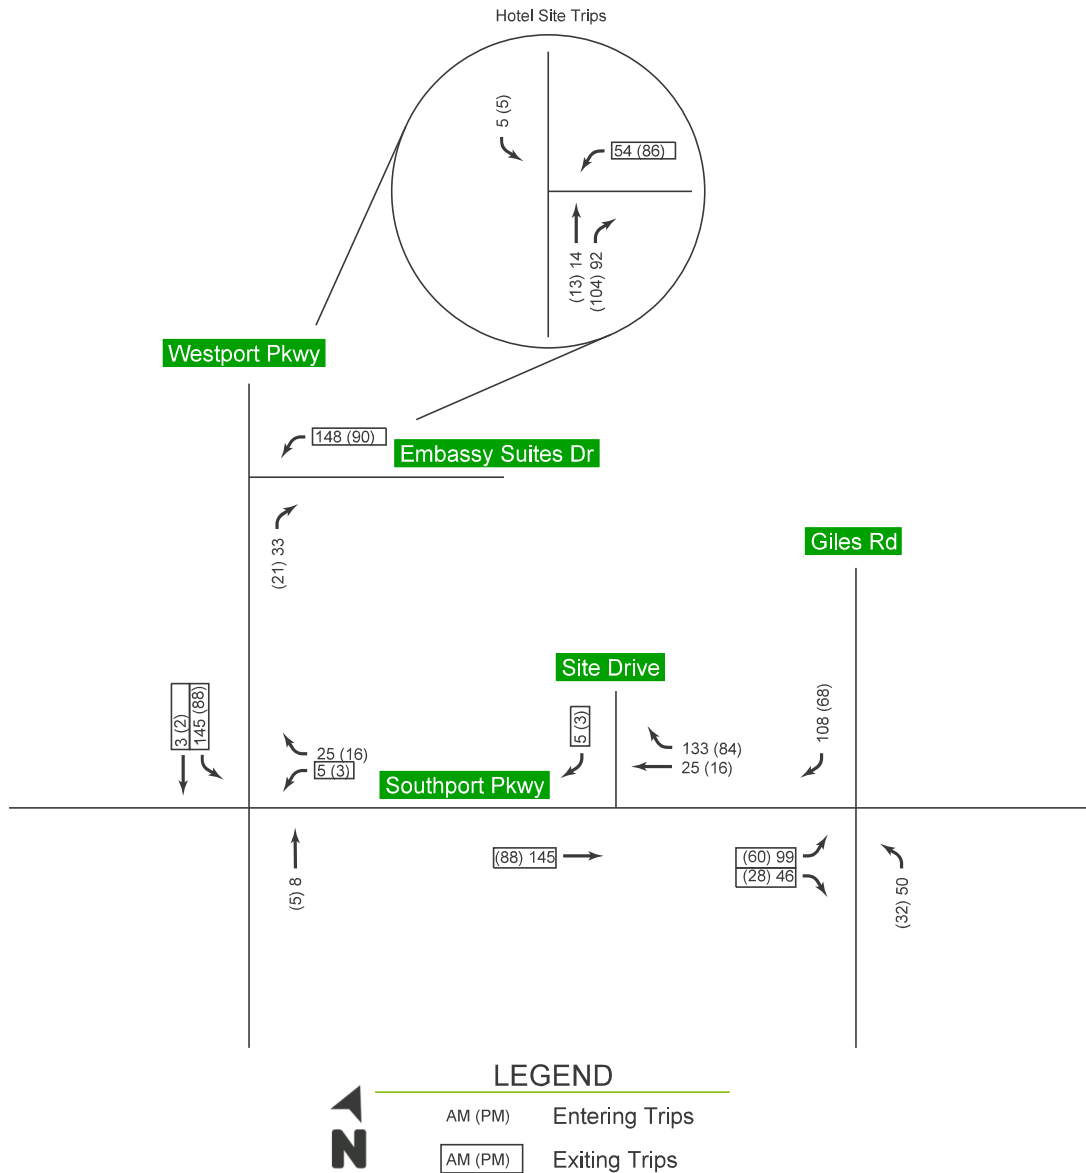 Hotel Site Trips
5 (5)
54 (86)
(13) 14
(104) 92
Westport Pkwy
148 (90)
Embassy Suites Dr
(21) 33
Giles Rd
Site Drive
3 (2)
145 (88)
25 (16)
5 (3)
5 (3)
133 (84)
25 (16)
108 (68)
Southport Pkwy
(5) 8
(88) 145
(60) 99
(28) 46
(32) 50
LEGEND
AM (PM) Entering Trips
AM (PM) Exiting Trips
N